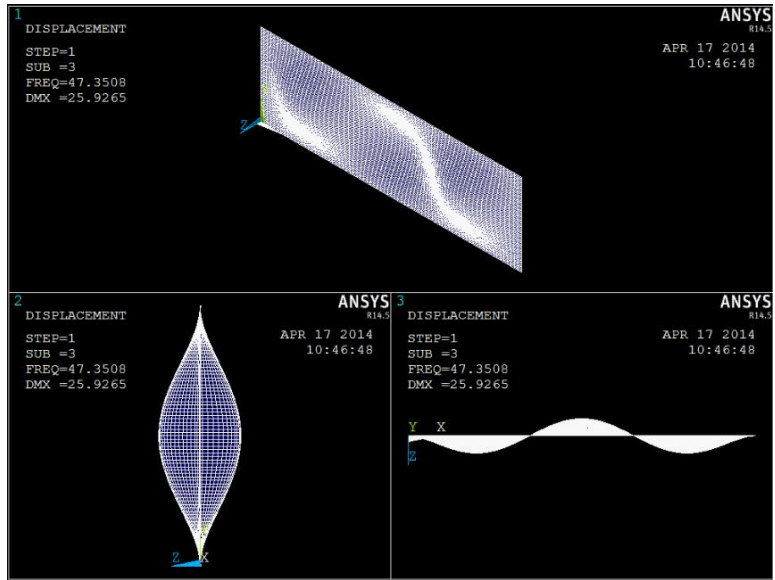 1
ANSYS
R14.5
DISPLACEMENT
STEP=1
SUB =3
FREQ=47.3508
DMX =25.9265
APR 17 2014
10:46:48
Y
Z
2
ANSYS
R14.5
DISPLACEMENT
STEP=1
SUB =3
FREQ=47.3508
DMX =25.9265
APR 17 2014
10:46:48
Y
Z X
3
ANSYS
R14.5
DISPLACEMENT
STEP=1
SUB =3
FREQ=47.3508
DMX =25.9265
APR 17 2014
10:46:48
Y X
Z